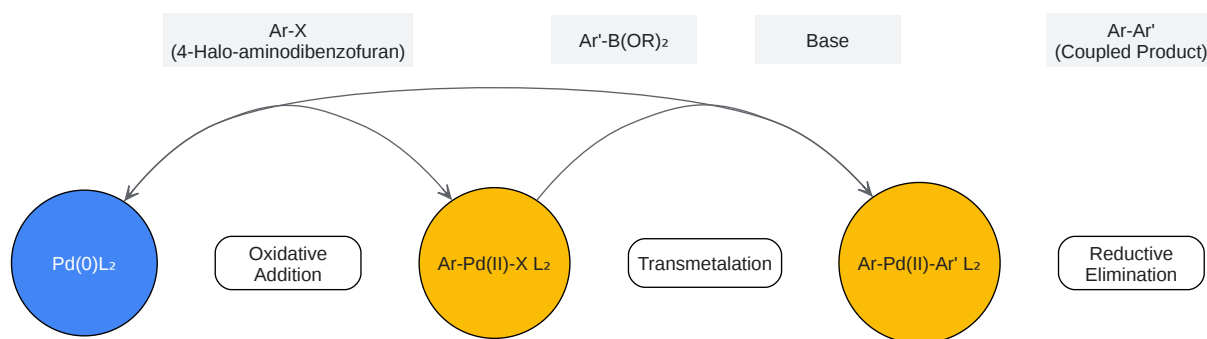 Ar-X
(4-Halo-aminodibenzofuran)
Ar'-B(OR)₂
Base
Ar-Ar'
(Coupled Product)
Pd(0)L₂
Oxidative
Addition
Ar-Pd(II)-X L₂
Transmetalation
Ar-Pd(II)-Ar' L₂
Reductive
Elimination